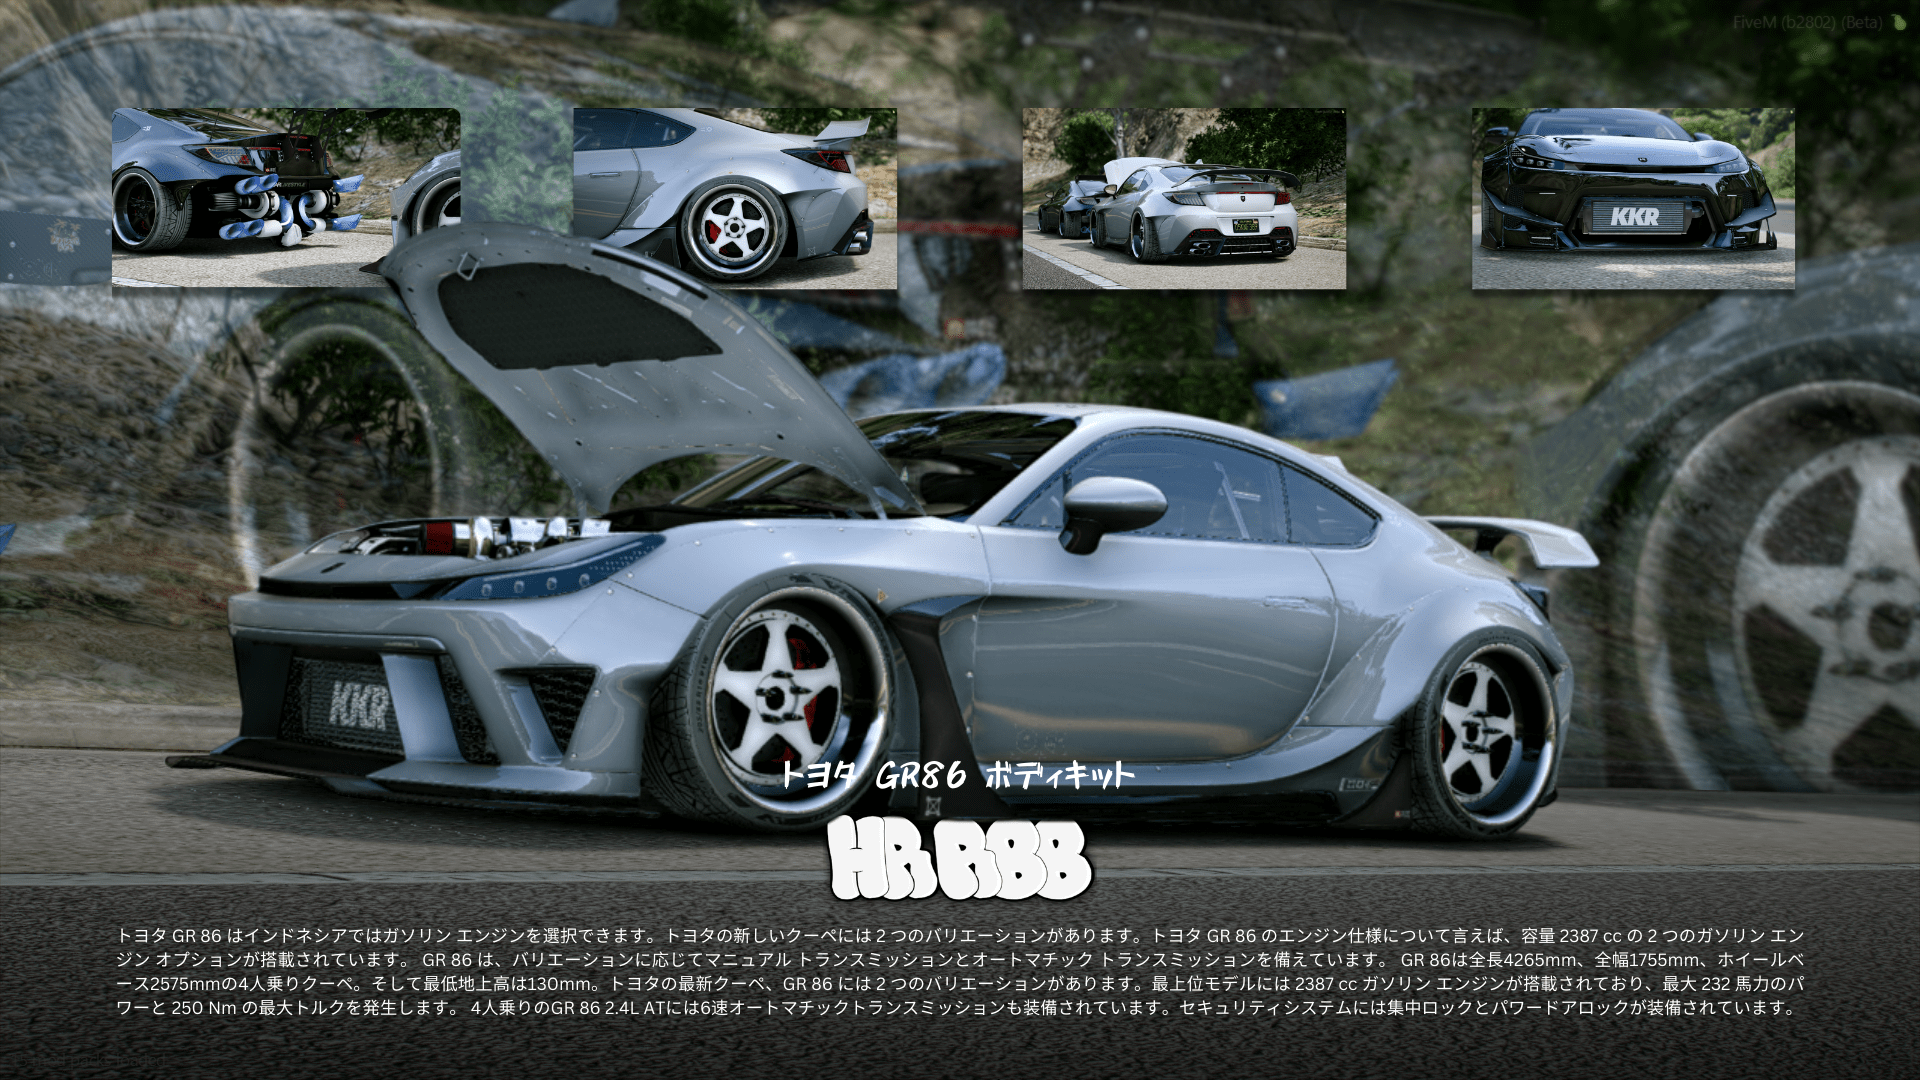 FiveM (b2802) (Beta)
KKR
KKR
トヨタ GR86 ボディキット
HR R8B
トヨタ GR 86 はインドネシアではガソリン エンジンを選択できます。トヨタの新しいクーペには 2 つのバリエーションがあります。トヨタ GR 86 のエンジン仕様について言えば、容量 2387 cc の 2 つのガソリン エン
ジン オプションが搭載されています。 GR 86 は、バリエーションに応じてマニュアル トランスミッションとオートマチック トランスミッションを備えています。 GR 86は全長4265mm、全幅1755mm、ホイールベ
ース2575mmの4人乗りクーペ。そして最低地上高は130mm。トヨタの最新クーペ、GR 86 には 2 つのバリエーションがあります。最上位モデルには 2387 cc ガソリン エンジンが搭載されており、最大 232 馬力のパ
ワーと 250 Nm の最大トルクを発生します。 4人乗りのGR 86 2.4L ATには6速オートマチックトランスミッションも装備されています。セキュリティシステムには集中ロックとパワードアロックが装備されています。